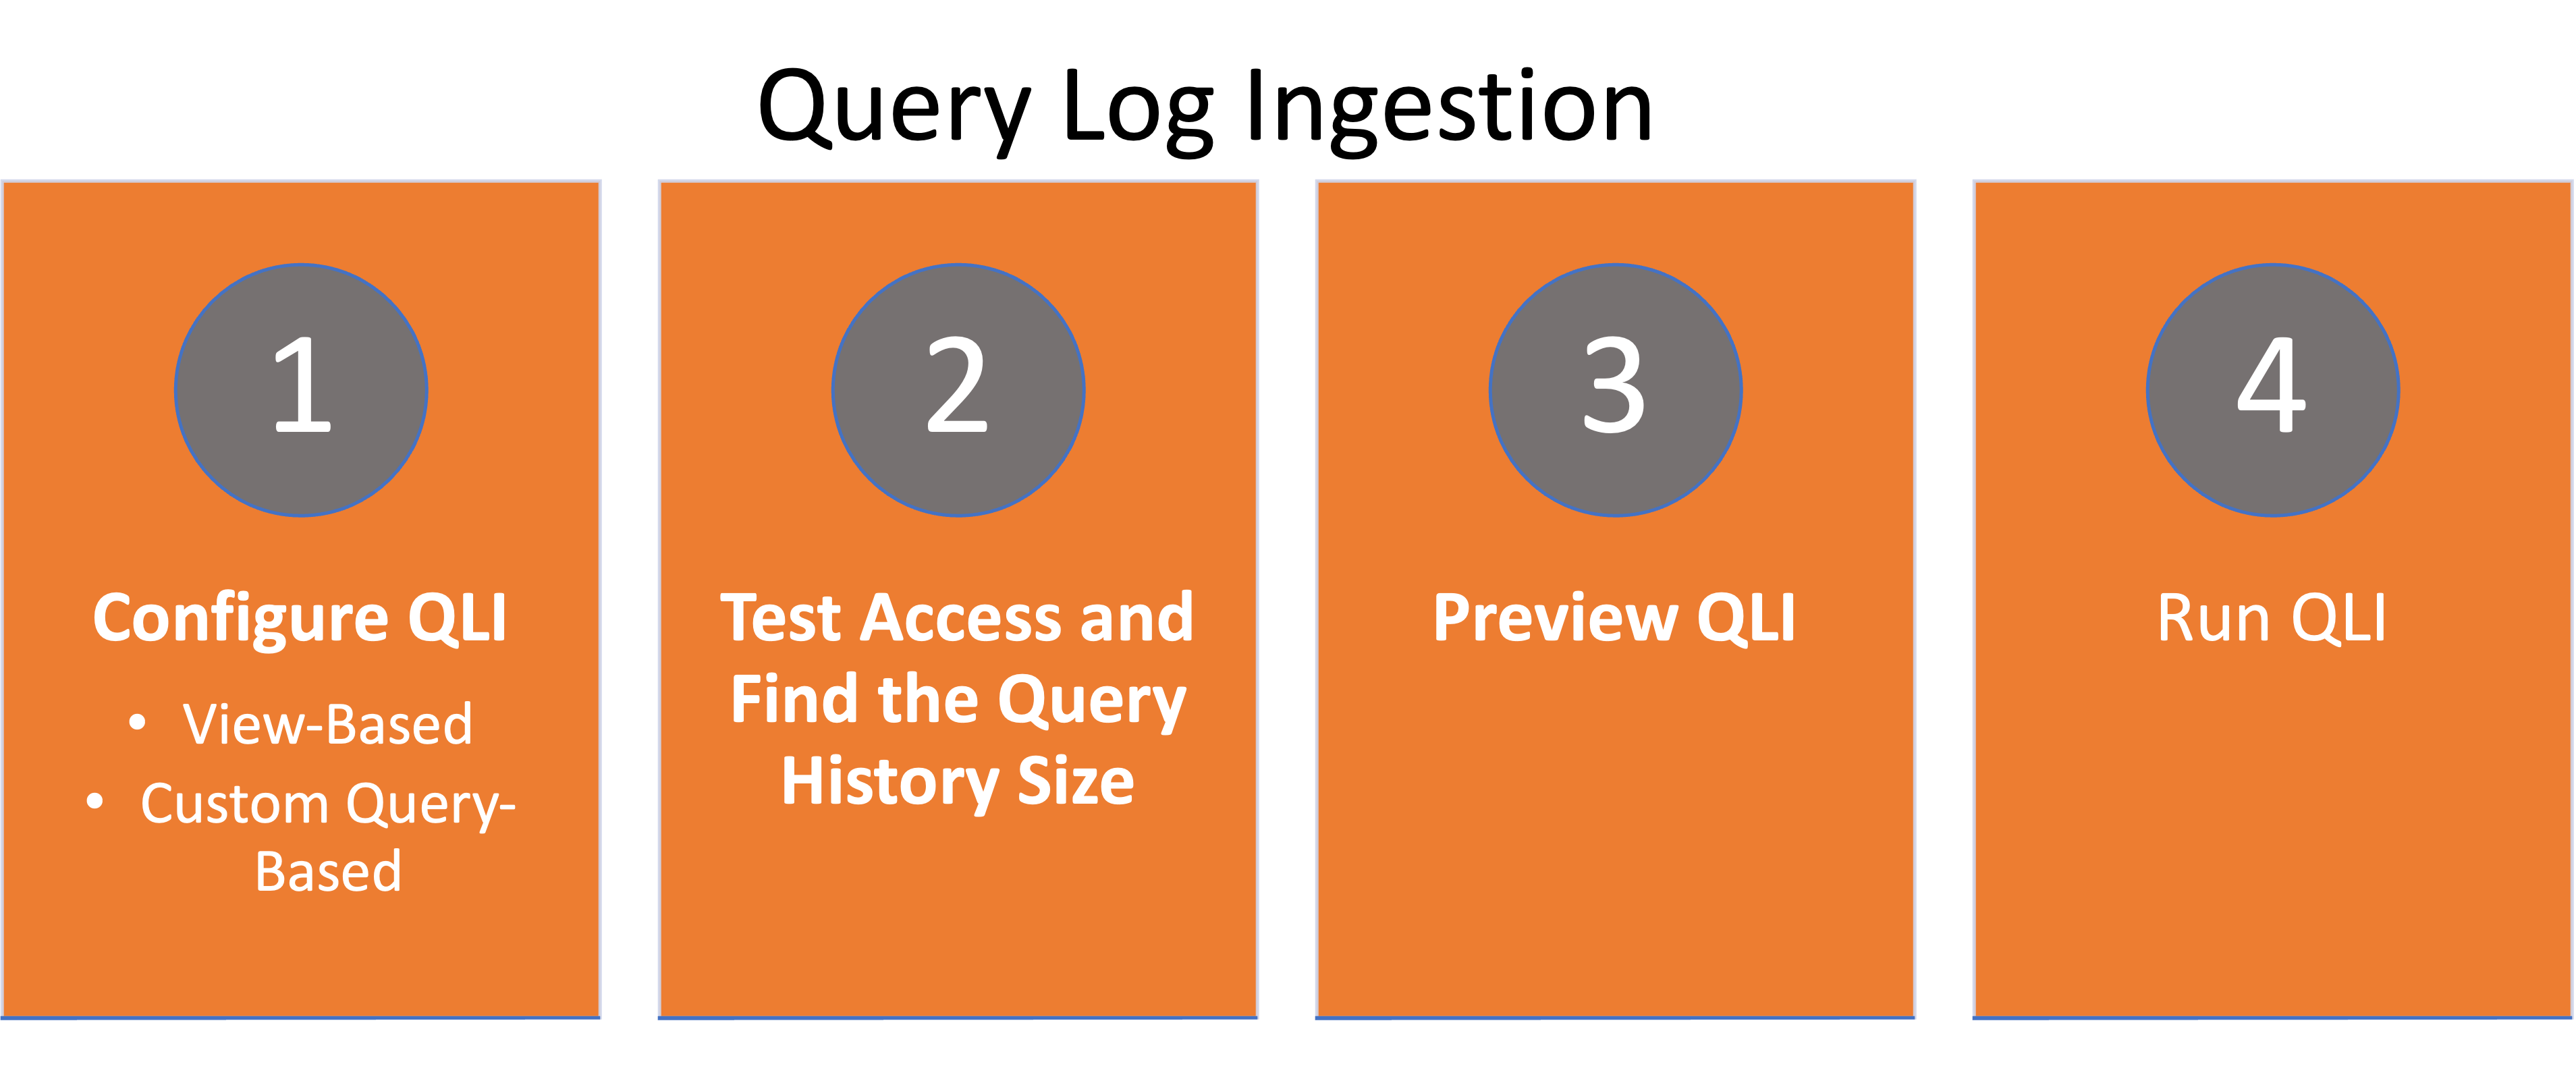 Query Log Ingestion
1
Configure QLI
• View-Based
• Custom Query-
Based
2
Test Access and
Find the Query
History Size
3
Preview QLI
4
Run QLI